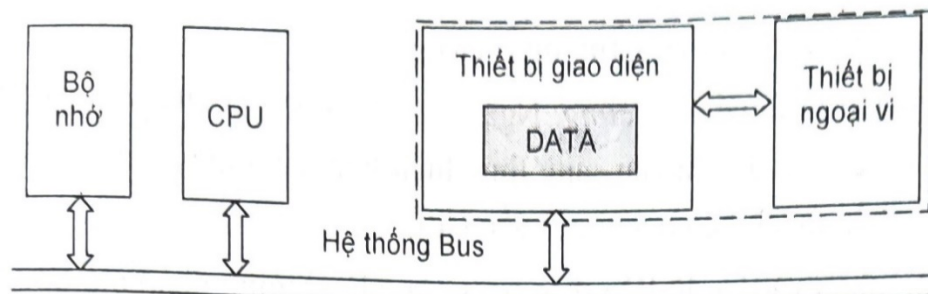 Bộ
nhớ
CPU
Thiết bị giao diện
DATA
Thiết bị
ngoại vi
Hệ thống Bus